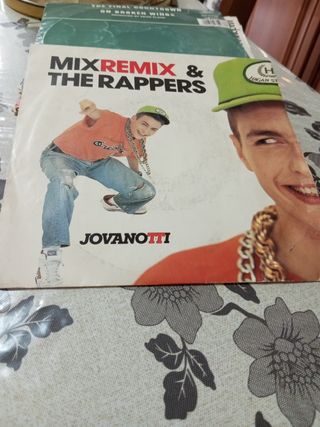 THE FINAL COUNTDOWN
ON BROKEN WINGS
MIXREMIX &
THE RAPPERS
JOVANOTTI